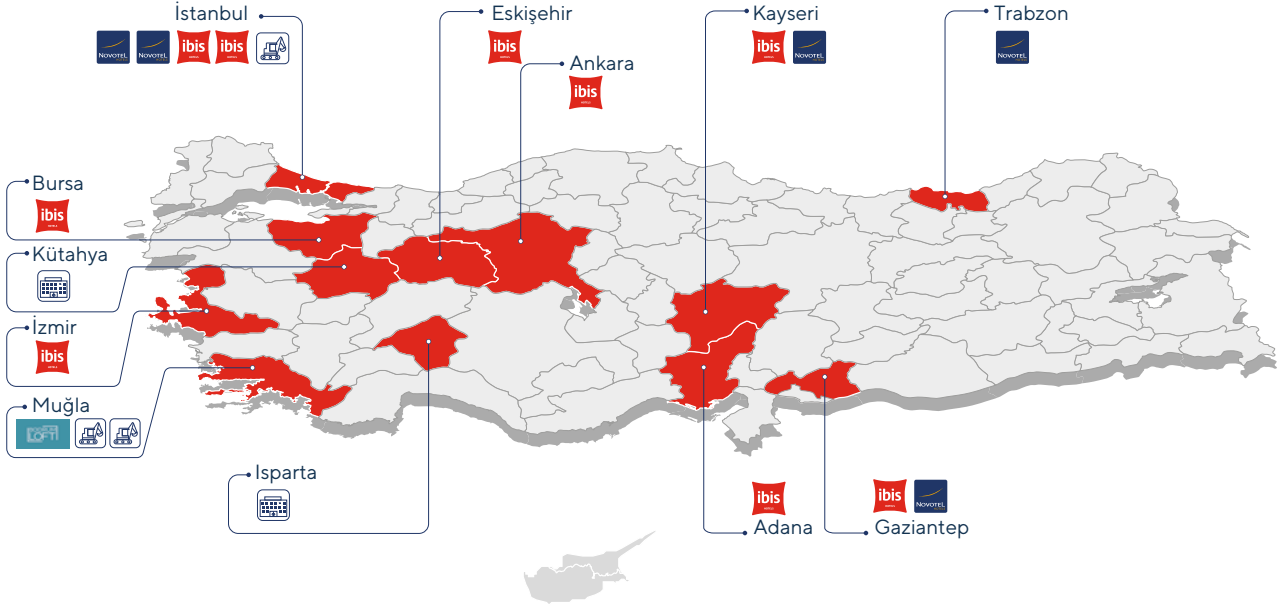 İstanbul
NOVOTEL
NOVOTEL
ibis
ibis
Eskişehir
ibis
Ankara
ibis
Kayseri
ibis
NOVOTEL
Trabzon
NOVOTEL
Bursa
ibis
Kütahya
İzmir
ibis
Muğla
LOFT
Isparta
ibis
Adana
ibis
NOVOTEL
Gaziantep